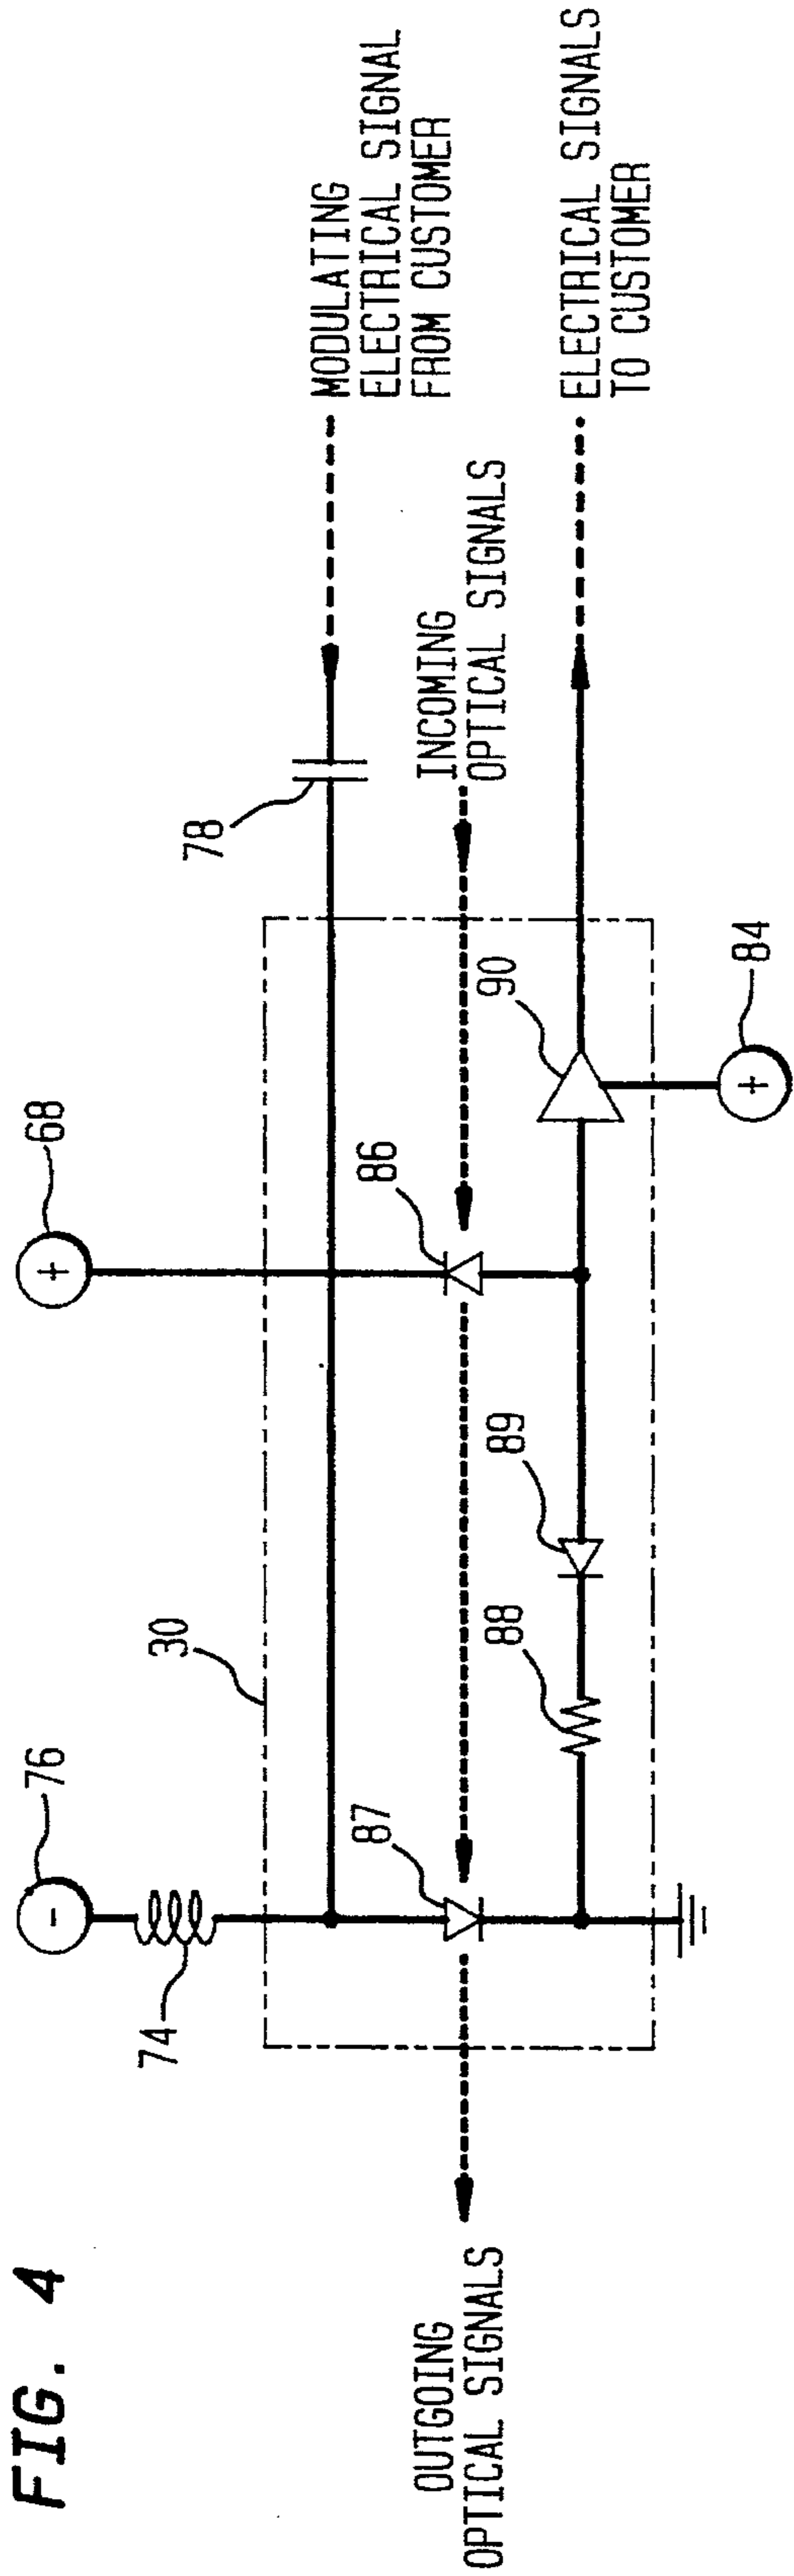 FIG. 4
76
74
68
30
78
MODULATING
ELECTRICAL SIGNAL
FROM CUSTOMER
87
86
INCOMING
OPTICAL SIGNALS
OUTGOING
OPTICAL SIGNALS
88
89
90
ELECTRICAL SIGNALS
TO CUSTOMER
84
+
+
-